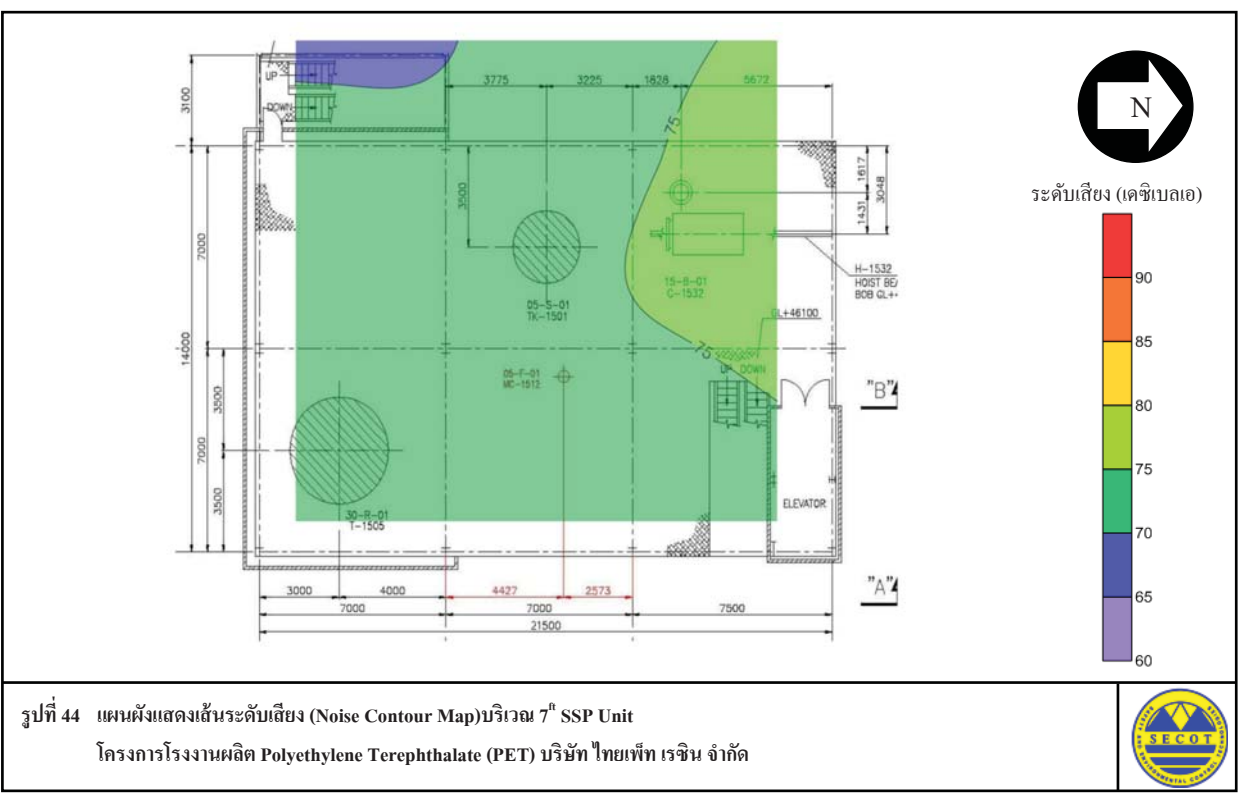 UP
DOWN
3100
3775
3225
1828
5672
N
ระดับเสียง (เดซิเบลเอ)
75
1617
3048
1431
3500
7000
14000
H-1532
HOIST BE
BOB GL+
15-B-01
C-1532
05-S-01
TK-1501
GL+46100
75
05-F-01
MC-1512
UP
DOWN
"B"
3500
7000
3500
30-R-01
T-1505
ELEVATOR
"A"
3000
4000
4427
2573
7000
7000
7500
21500
90
85
80
75
70
65
60
รูปที่ 44 แผนผังแสดงเส้นระดับเสียง (Noise Contour Map)บริเวณ 7ᶠˡ SSP Unit
โครงการโรงงานผลิต Polyethylene Terephthalate (PET) บริษัท ไทยเพ็ท เรซิน จำกัด
SECOT